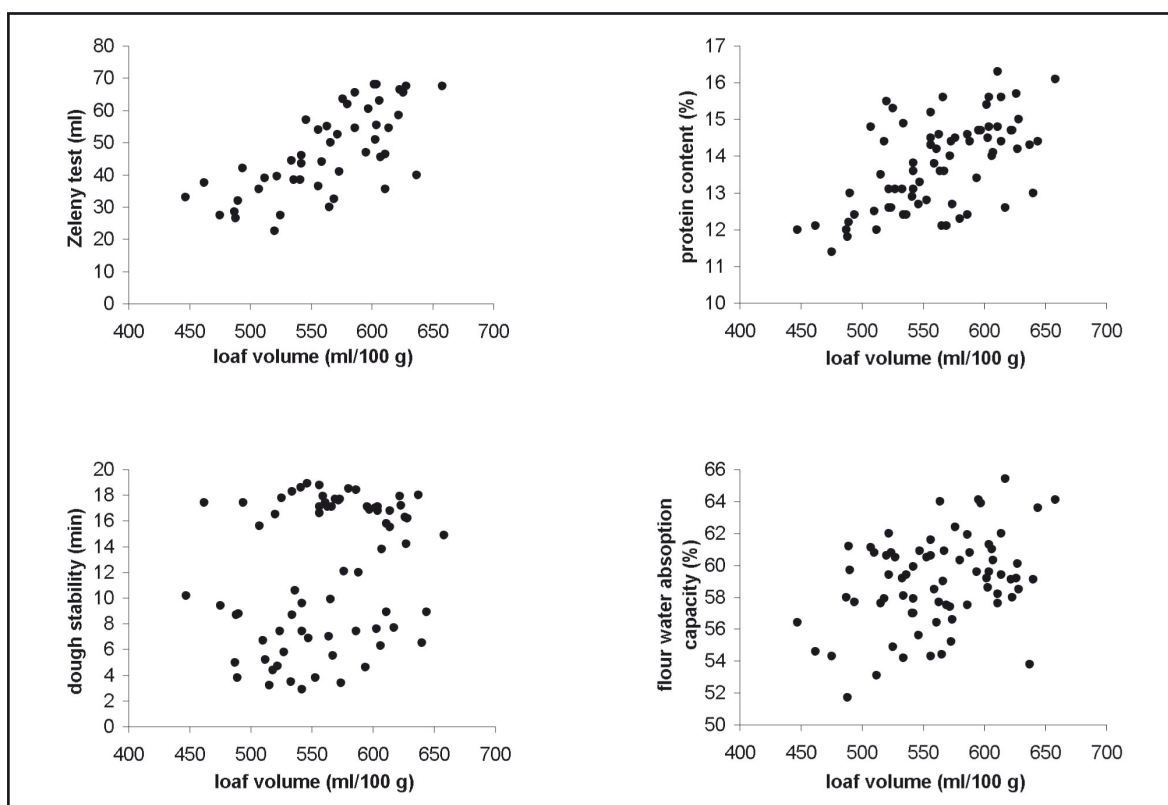 80
70
60
50
40
30
20
10
0
Zeleny test (ml)
400 450 500 550 600 650 700
loaf volume (ml/100 g)
17
16
15
14
13
12
11
10
protein content (%)
400 450 500 550 600 650 700
loaf volume (ml/100 g)
20
18
16
14
12
10
8
6
4
2
0
dough stability (min)
400 450 500 550 600 650 700
loaf volume (ml/100 g)
66
64
62
60
58
56
54
52
50
flour water absoption
capacity (%)
400 450 500 550 600 650 700
loaf volume (ml/100 g)